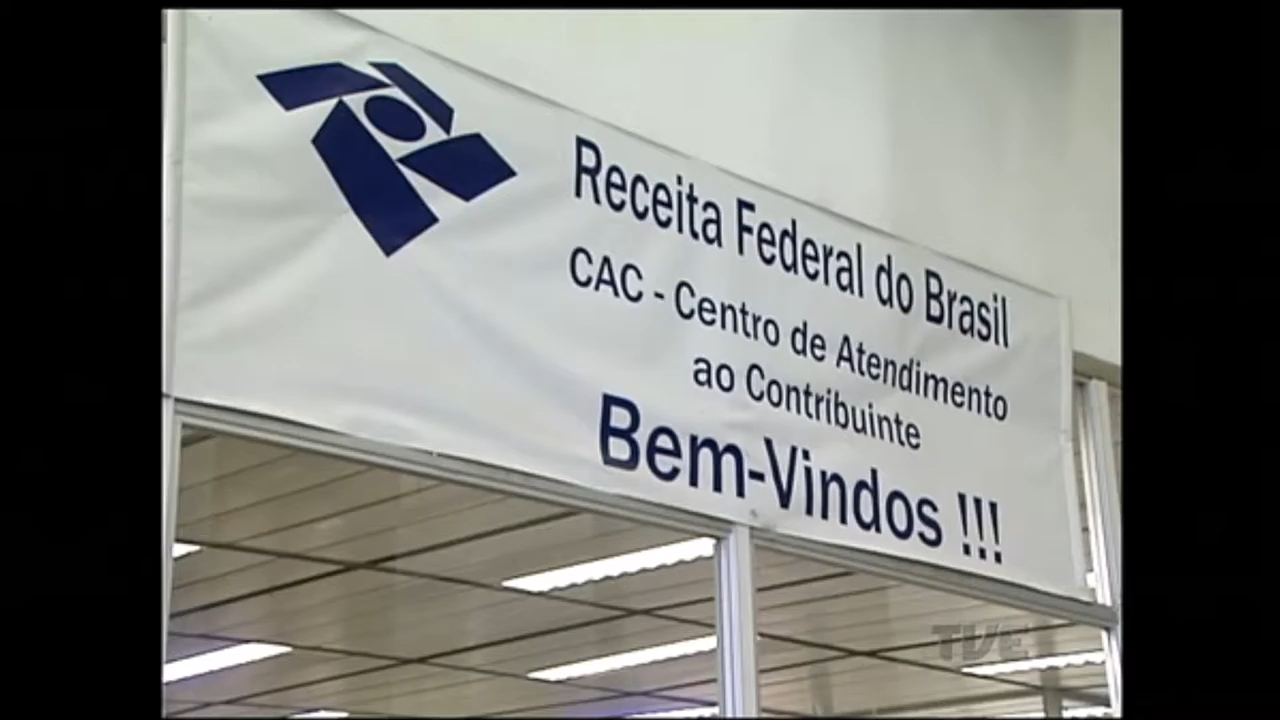 Receita Federal do Brasil
CAC - Centro de Atendimento
ao Contribuinte
Bem-Vindos !!!
TVE